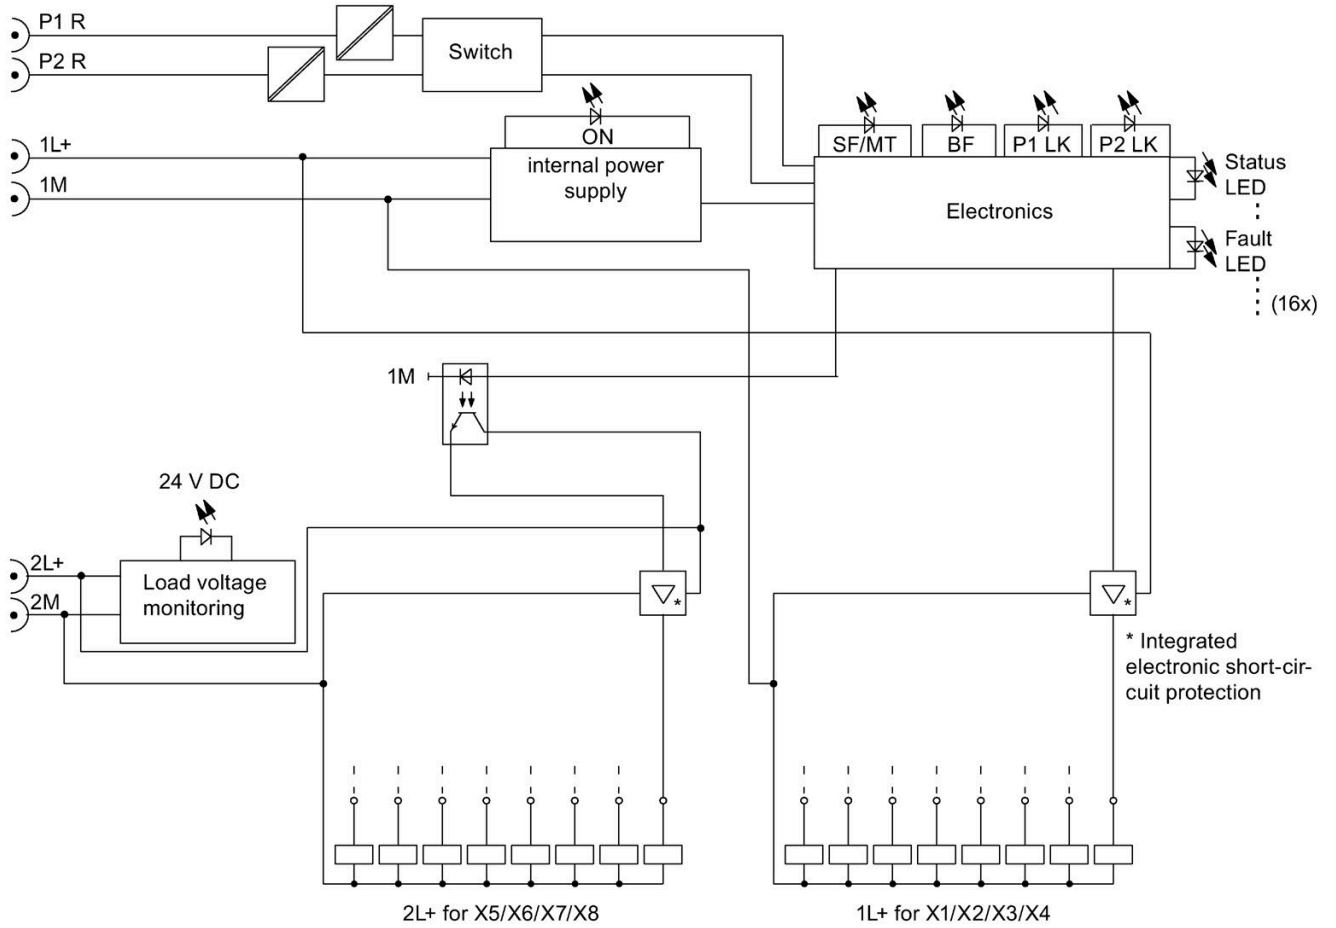 P1 R
P2 R
Switch
1L+
1M
ON
internal power
supply
SF/MT
BF
P1 LK
P2 LK
Electronics
Status
LED
Fault
LED
(16x)
1M
24 V DC
2L+
2M
Load voltage
monitoring
*
*
* Integrated
electronic short-cir-
cuit protection
2L+ for X5/X6/X7/X8
1L+ for X1/X2/X3/X4